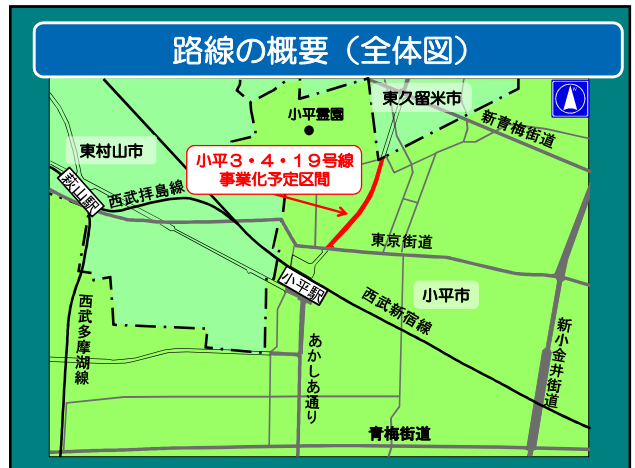 路線の概要（全体図）
東久留米市
小平霊園
新青梅街道
東村山市
小平３・４・１９号線
事業化予定区間
萩山駅
西武拝島線
東京街道
小平駅
小平市
西武新宿線
西武多摩湖線
あかしあ通り
新小金井街道
青梅街道